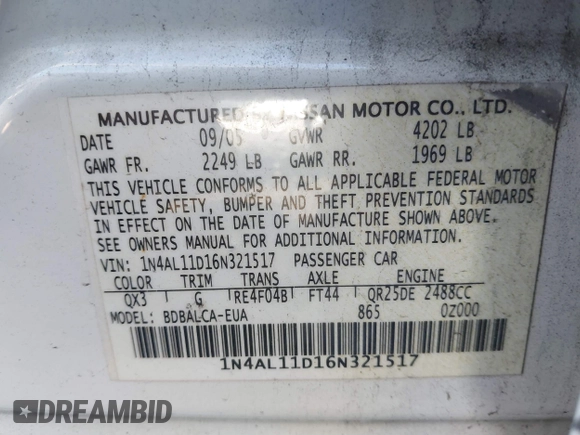 MANUFACTURED BY NISSAN MOTOR CO., LTD.
DATE 09/05 GVWR 4202 LB
GAWR FR. 2249 LB GAWR RR. 1969 LB
THIS VEHICLE CONFORMS TO ALL APPLICABLE FEDERAL MOTOR
VEHICLE SAFETY, BUMPER AND THEFT PREVENTION STANDARDS
IN EFFECT ON THE DATE OF MANUFACTURE SHOWN ABOVE.
SEE OWNERS MANUAL FOR ADDITIONAL INFORMATION.
VIN: 1N4AL11D16N321517 PASSENGER CAR
COLOR TRIM TRANS AXLE ENGINE
QX3 G RE4F04B FT44 QR25DE 2488CC
MODEL: BDBALCA-EUA 865 0Z000
1N4AL11D16N321517
DREAMBID